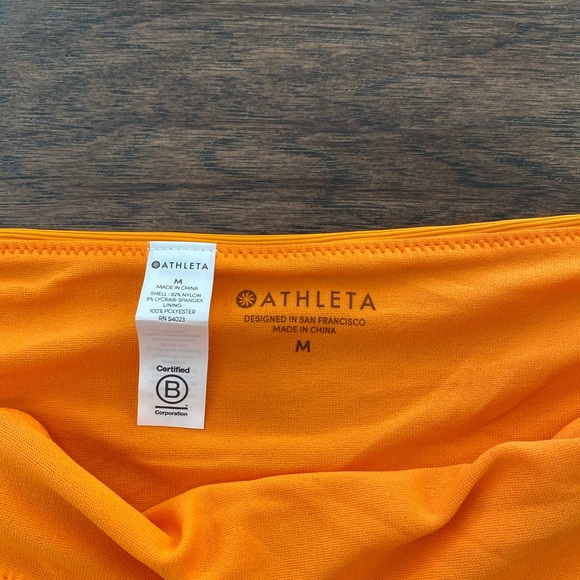 ATHLETA
M
MADE IN CHINA
SHELL : 92% NYLON
8% LYCRA® SPANDEX
LINING :
100% POLYESTER
RN 54023
Certified
B
Corporation
ATHLETA
DESIGNED IN SAN FRANCISCO
MADE IN CHINA
M